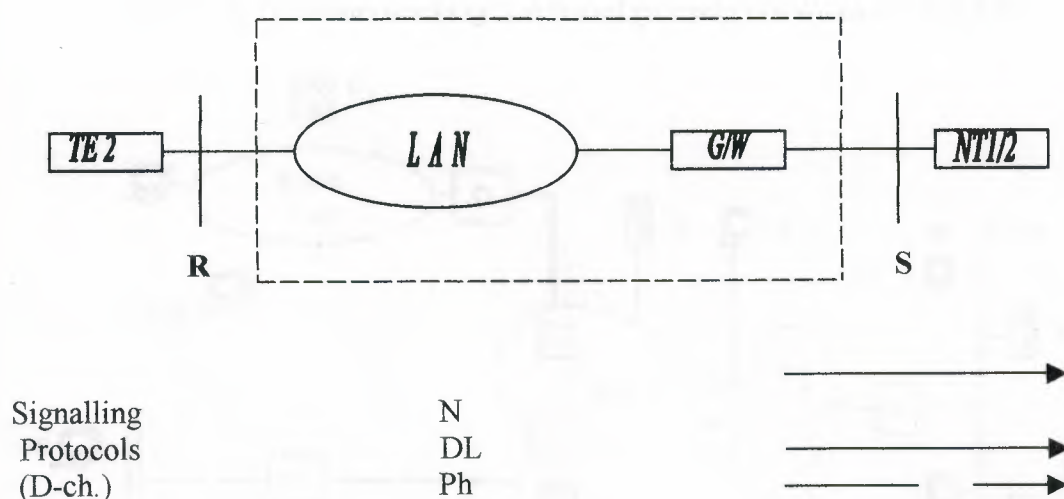 TE 2 LAN G/W NT1/2
R S
Signalling N
Protocols DL
(D-ch.) Ph